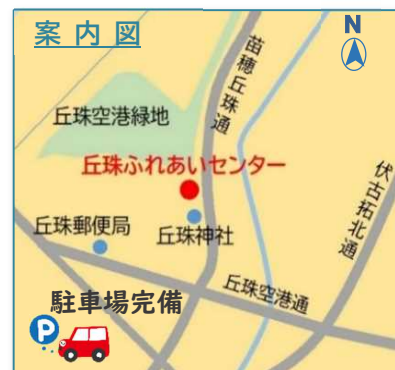 案内図
N
苗穂丘珠通
丘珠空港緑地
丘珠ふれあいセンター
伏古拓北通
丘珠郵便局
丘珠神社
丘珠空港通
駐車場完備
P